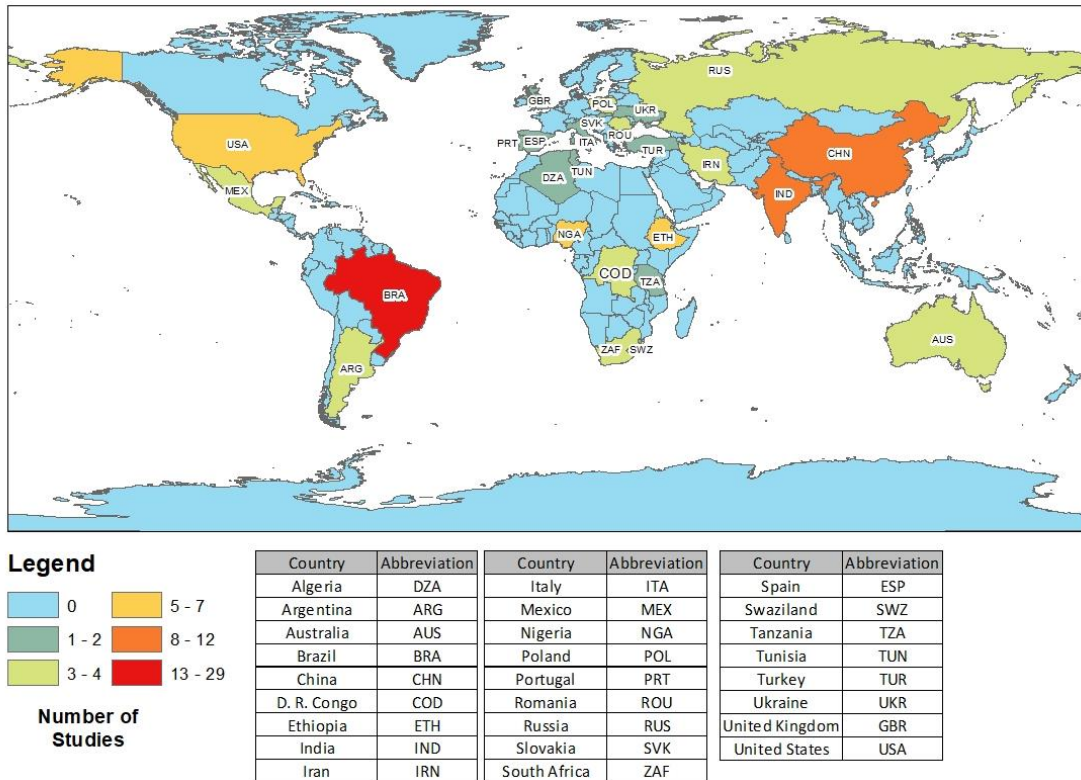 RUS
GBR
POL
UKR
SVK
ROU
USA
PRT
ESP
ITA
TUR
CHN
TUN
IRN
DZA
MEX
IND
NGA
ETH
COD
BRA
TZA
AUS
ZAF
SWZ
ARG
Legend
0
5 - 7
1 - 2
8 - 12
3 - 4
13 - 29
Number of
Studies
Country Abbreviation
Algeria DZA
Argentina ARG
Australia AUS
Brazil BRA
China CHN
D. R. Congo COD
Ethiopia ETH
India IND
Iran IRN
Country Abbreviation
Italy ITA
Mexico MEX
Nigeria NGA
Poland POL
Portugal PRT
Romania ROU
Russia RUS
Slovakia SVK
South Africa ZAF
Country Abbreviation
Spain ESP
Swaziland SWZ
Tanzania TZA
Tunisia TUN
Turkey TUR
Ukraine UKR
United Kingdom GBR
United States USA